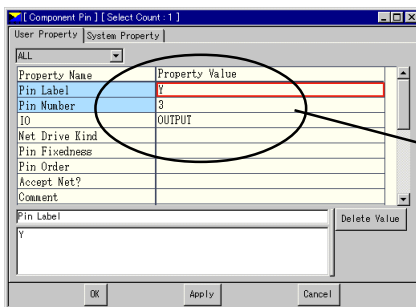 [ Component Pin ] [ Select Count : 1 ]
User Property System Property
ALL
Property Name Property Value
Pin Label Y
Pin Number 3
IO OUTPUT
Net Drive Kind
Pin Fixedness
Pin Order
Accept Net?
Comment
Pin Label
Delete Value
Y
OK Apply Cancel